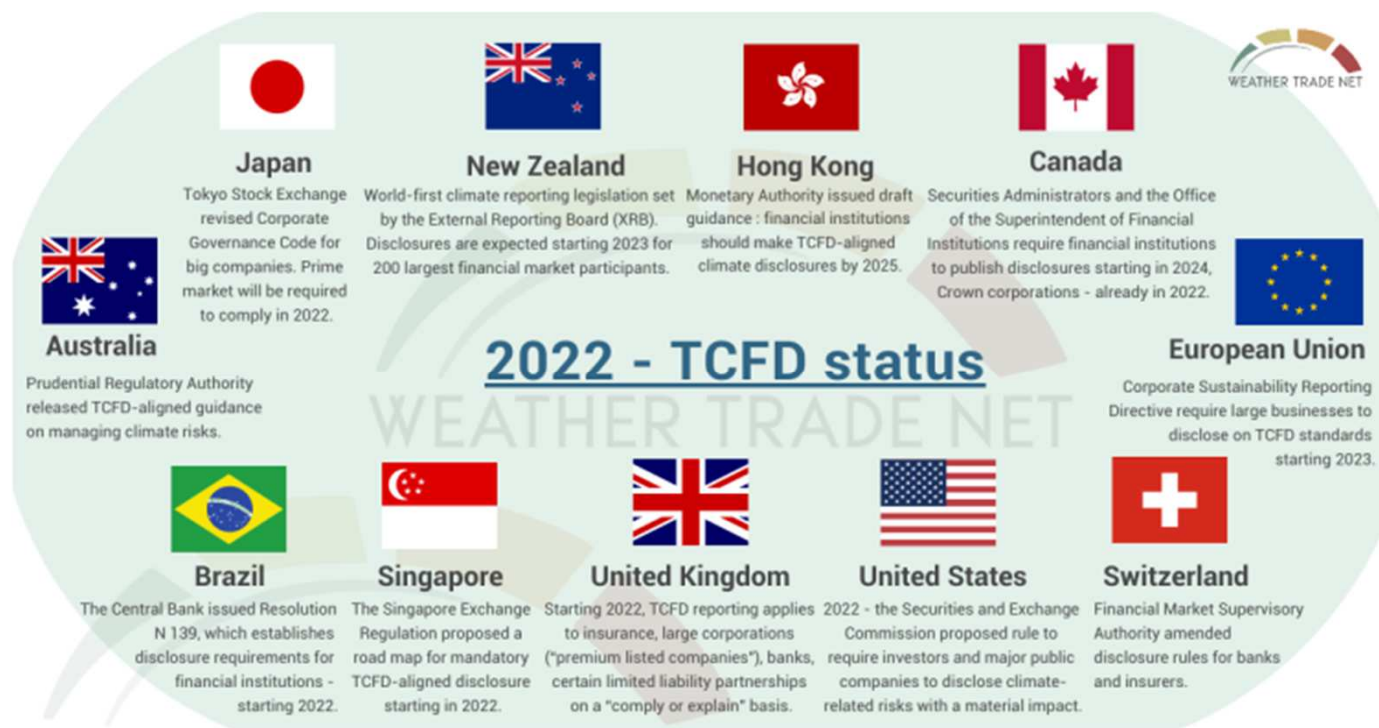 WEATHER TRADE NET
Japan
Tokyo Stock Exchange
revised Corporate
Governance Code for
big companies. Prime
market will be required
to comply in 2022.
New Zealand
World-first climate reporting legislation set
by the External Reporting Board (XRB).
Disclosures are expected starting 2023 for
200 largest financial market participants.
Hong Kong
Monetary Authority issued draft
guidance : financial institutions
should make TCFD-aligned
climate disclosures by 2025.
Canada
Securities Administrators and the Office
of the Superintendent of Financial
Institutions require financial institutions
to publish disclosures starting in 2024,
Crown corporations - already in 2022.
Australia
Prudential Regulatory Authority
released TCFD-aligned guidance
on managing climate risks.
2022 - TCFD status
WEATHER TRADE NET
European Union
Corporate Sustainability Reporting
Directive require large businesses to
disclose on TCFD standards
starting 2023.
Brazil
The Central Bank issued Resolution
N 139, which establishes
disclosure requirements for
financial institutions -
starting 2022.
Singapore
The Singapore Exchange
Regulation proposed a
road map for mandatory
TCFD-aligned disclosure
starting in 2022.
United Kingdom
Starting 2022, TCFD reporting applies
to insurance, large corporations
(“premium listed companies”), banks,
certain limited liability partnerships
on a “comply or explain” basis.
United States
2022 - the Securities and Exchange
Commission proposed rule to
require investors and major public
companies to disclose climate-
related risks with a material impact.
Switzerland
Financial Market Supervisory
Authority amended
disclosure rules for banks
and insurers.